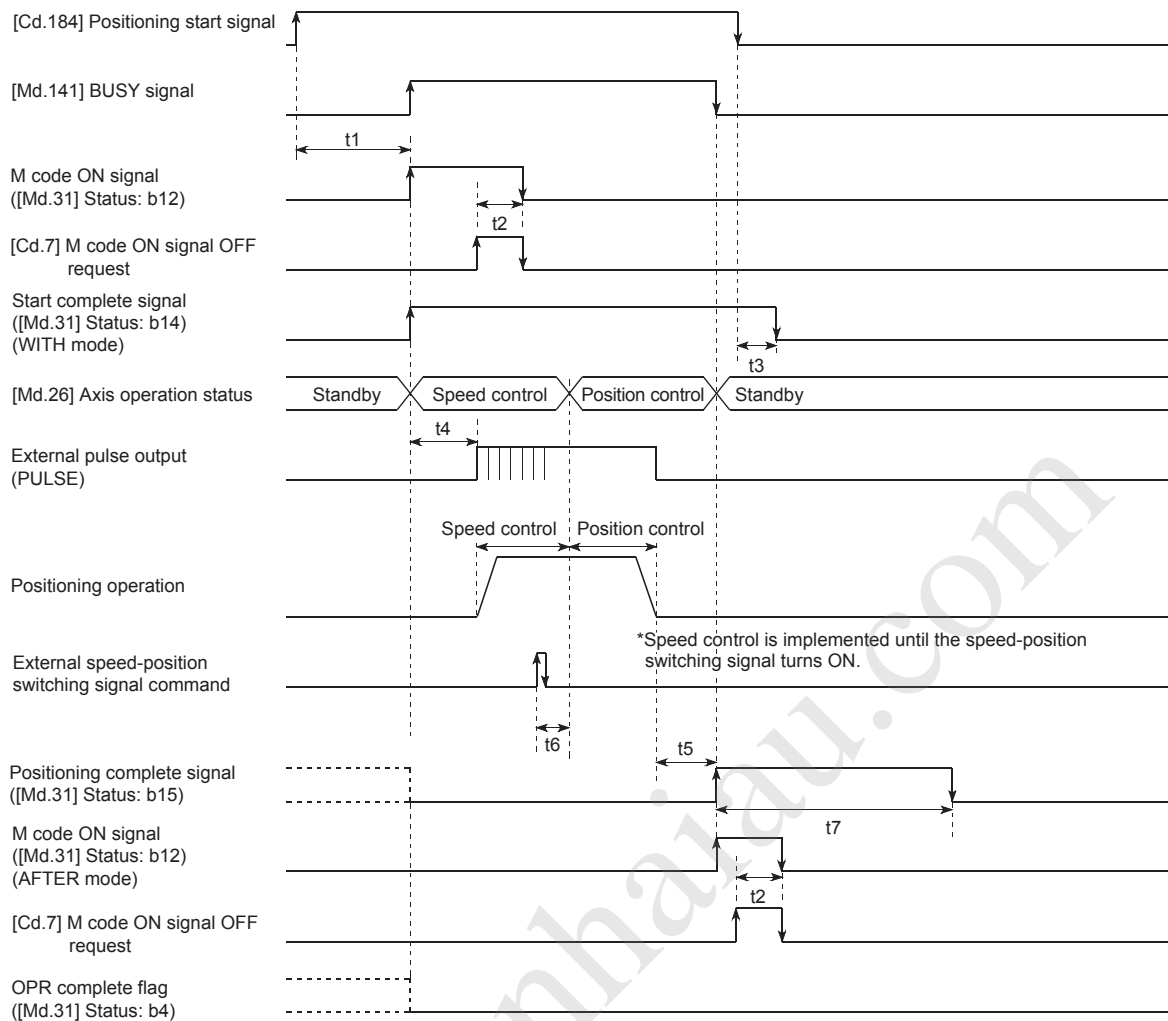 [Cd.184] Positioning start signal
[Md.141] BUSY signal
t1
M code ON signal
([Md.31] Status: b12)
t2
[Cd.7] M code ON signal OFF
request
Start complete signal
([Md.31] Status: b14)
(WITH mode)
t3
[Md.26] Axis operation status
Standby
Speed control
Position control
Standby
t4
External pulse output
(PULSE)
Speed control
Position control
Positioning operation
*Speed control is implemented until the speed-position
switching signal turns ON.
External speed-position
switching signal command
t6
t5
Positioning complete signal
([Md.31] Status: b15)
t7
M code ON signal
([Md.31] Status: b12)
(AFTER mode)
t2
[Cd.7] M code ON signal OFF
request
OPR complete flag
([Md.31] Status: b4)